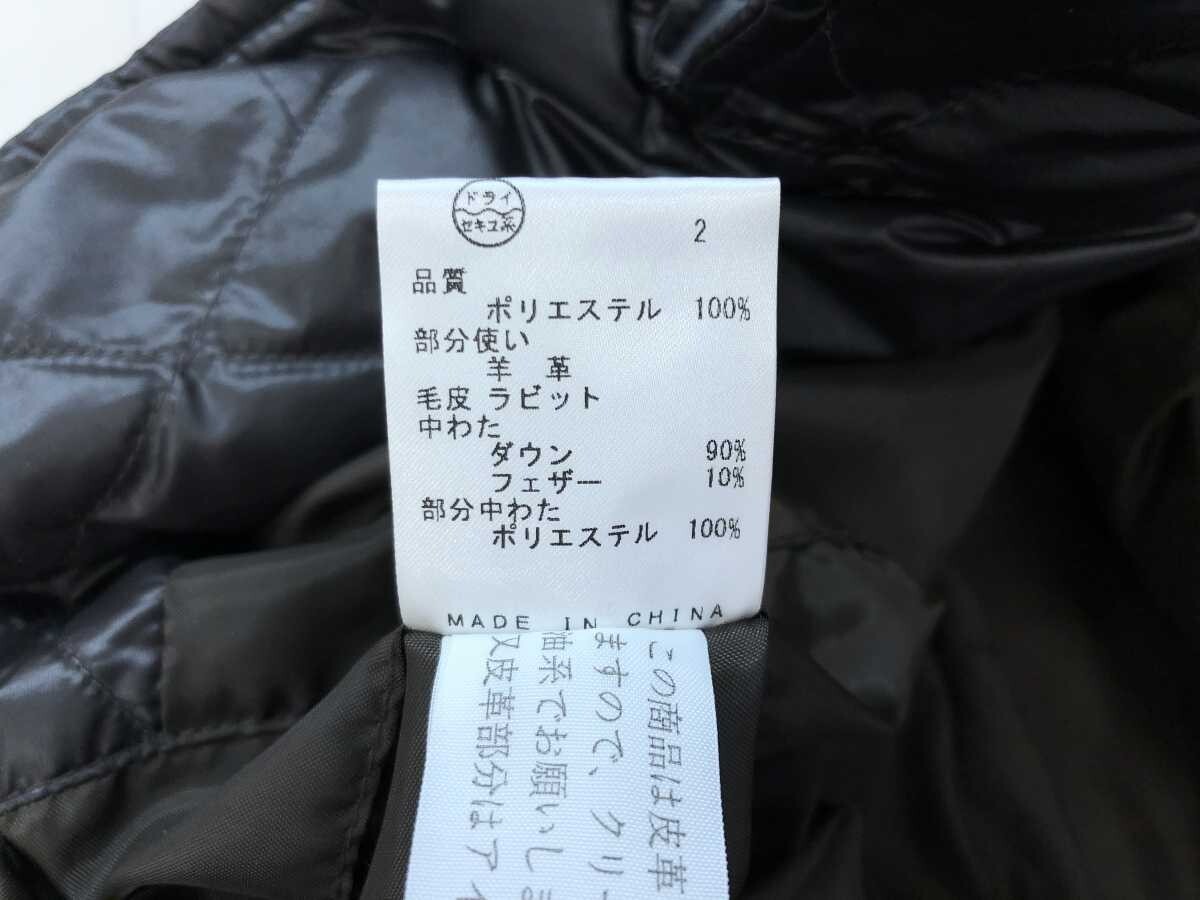 ドライ
セキユ系
2
品質
ポリエステル 100%
部分使い
羊 革
毛皮 ラビット
中わた
ダウン 90%
フェザー 10%
部分中わた
ポリエステル 100%
MADE IN CHINA
この商品は皮革
ますので、クリー
油系でお願いしま
又皮革部分はアイ